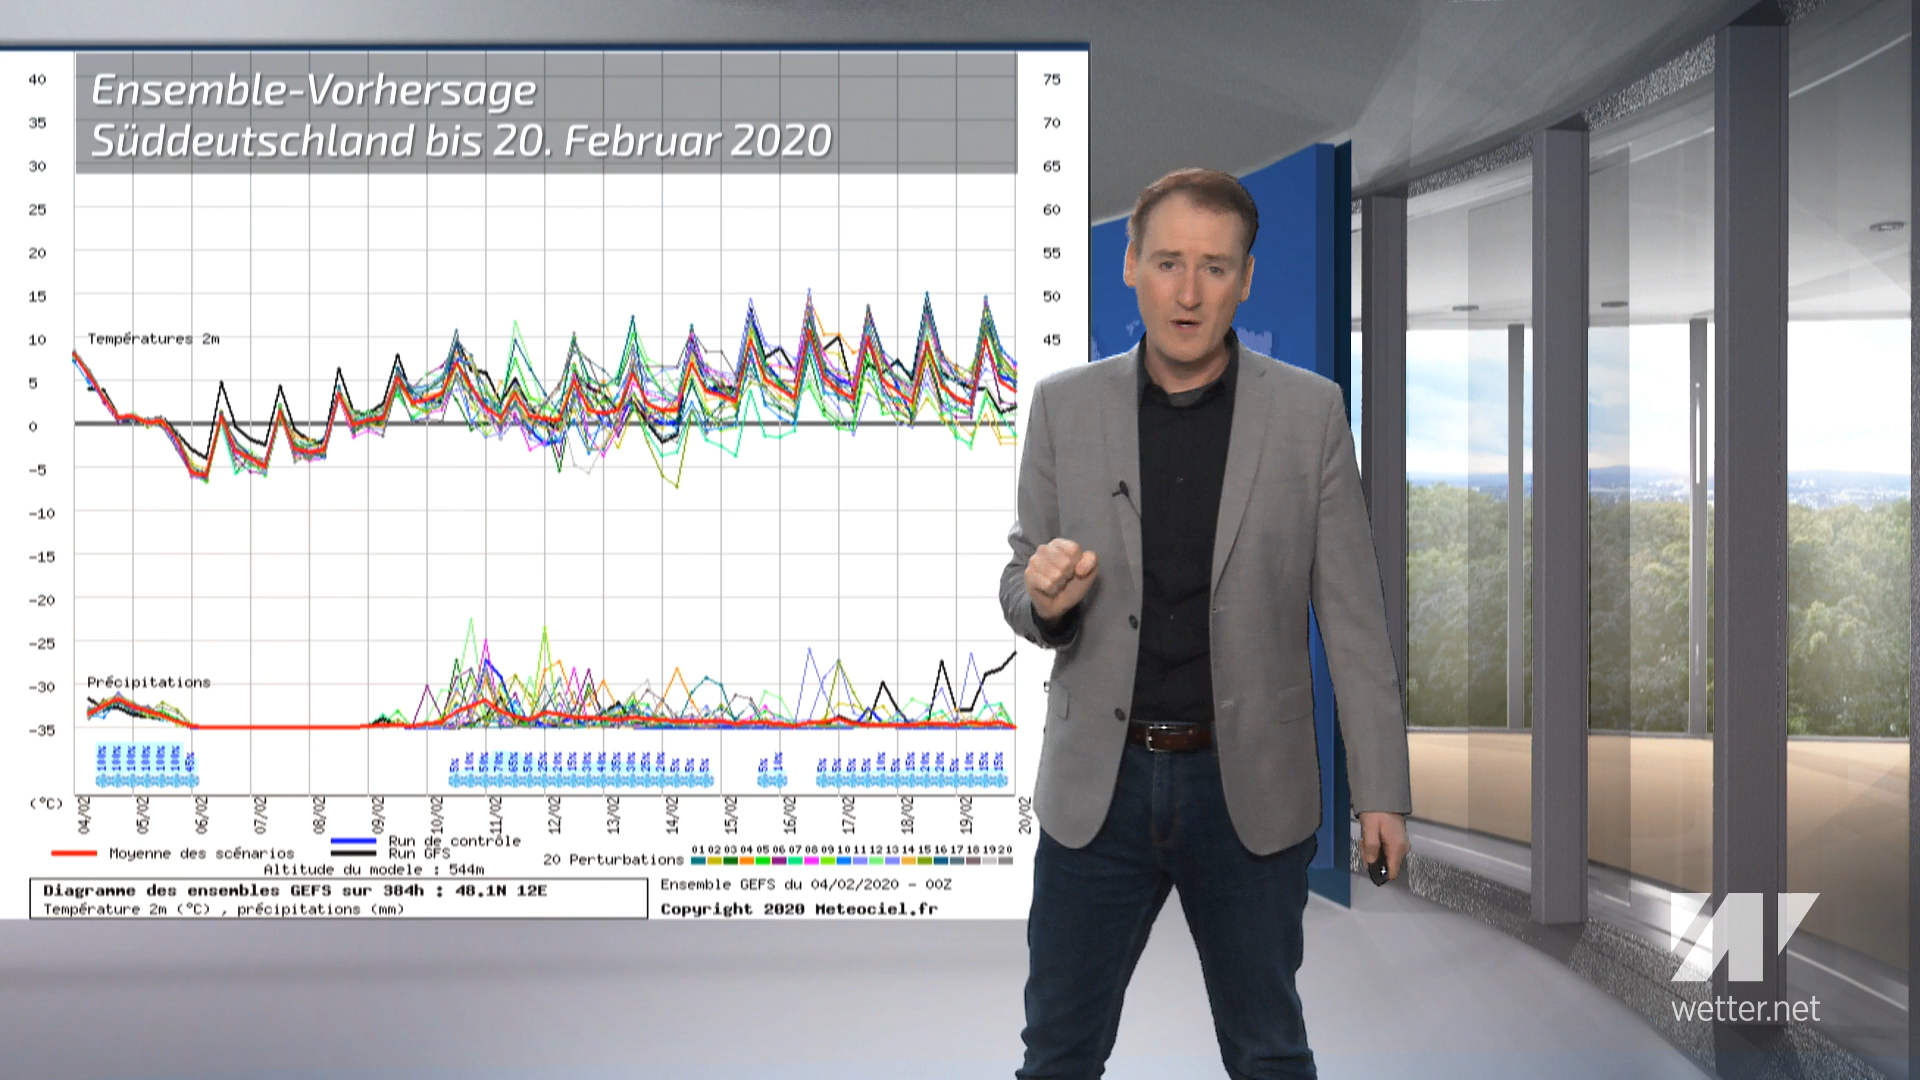 Ensemble-Vorhersage
Süddeutschland bis 20. Februar 2020
40
35
30
25
20
15
10
5
0
-5
-10
-15
-20
-25
-30
-35
(°C)
75
70
65
60
55
50
45
Températures 2m
Précipitations
04/02 05/02 06/02 07/02 08/02 09/02 10/02 11/02 12/02 13/02 14/02 15/02 16/02 17/02 18/02 19/02 20/02
Moyenne des scénarios
Run de contrôle
Run GFS
20 Perturbations
01 02 03 04 05 06 07 08 09 10 11 12 13 14 15 16 17 18 19 20
Altitude du modele : 544m
Diagramme des ensembles GEFS sur 384h : 48.1N 12E
Température 2m (°C) , précipitations (mm)
Ensemble GEFS du 04/02/2020 - 00Z
Copyright 2020 Meteociel.fr
wetter.net